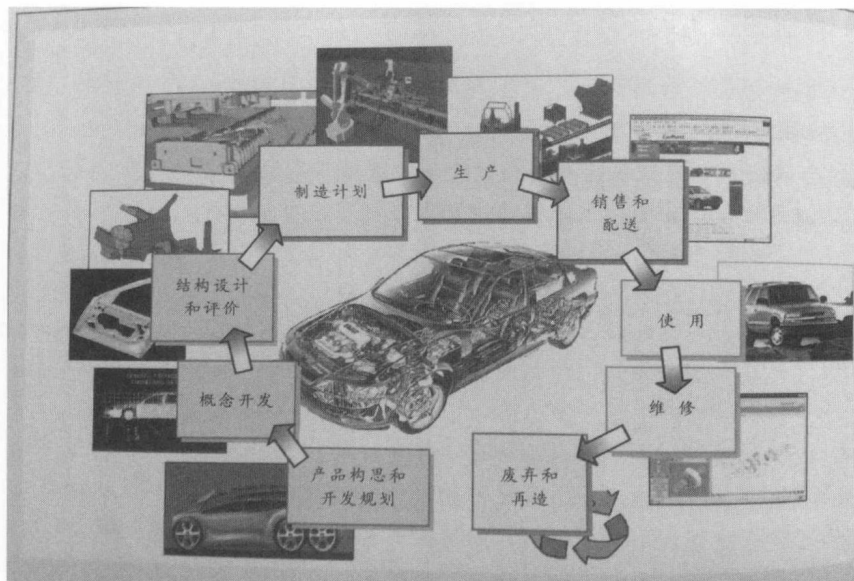 制造计划
生 产
销售和
配送
结构设计
和评价
使 用
概念开发
维 修
产品构思和
开发规划
废弃和
再造